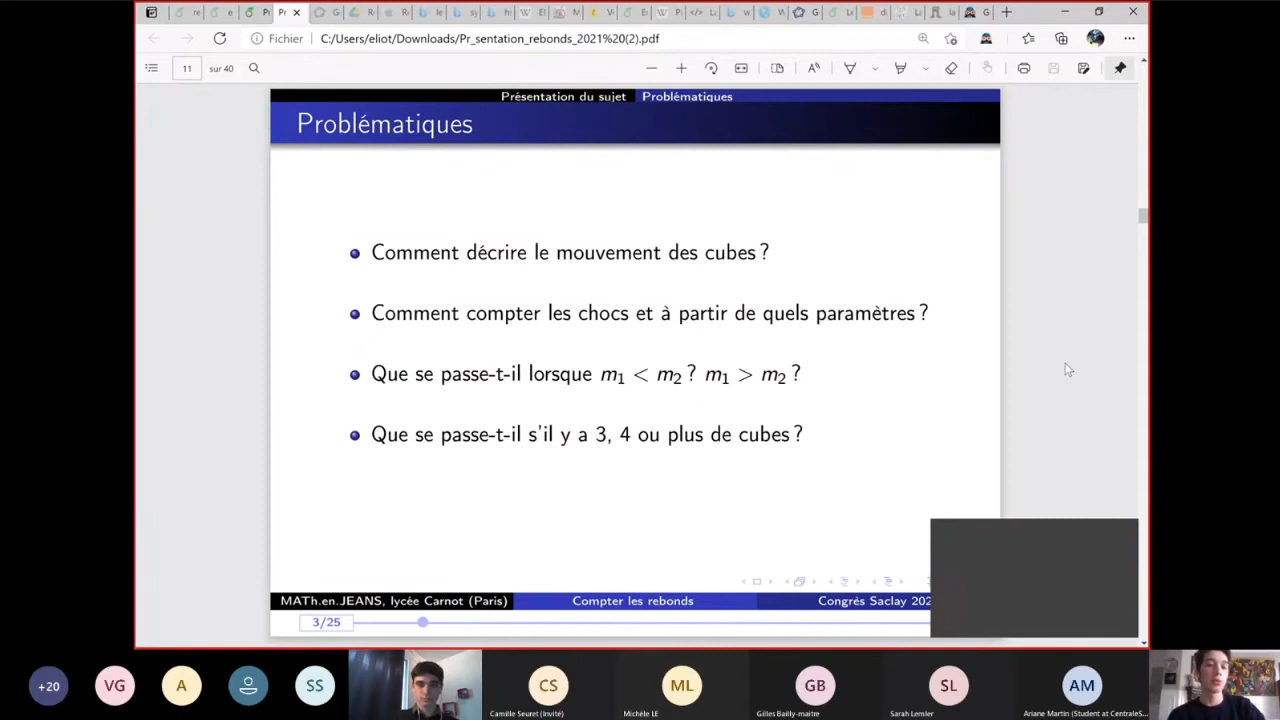 Fichier C:/Users/eliot/Downloads/Pr_sentation_rebonds_2021%20(2).pdf
11 sur 40
Présentation du sujet Problématiques
Problématiques
Comment décrire le mouvement des cubes ?
Comment compter les chocs et à partir de quels paramètres ?
Que se passe-t-il lorsque m₁ < m₂ ? m₁ > m₂ ?
Que se passe-t-il s'il y a 3, 4 ou plus de cubes ?
MATh.en.JEANS, lycée Carnot (Paris) Compter les rebonds Congrès Saclay 202
3/25
+20 VG A SS CS ML GB SL AM
Camille Seuret (Invité) Michèle LE Gilles Bailly-maitre Sarah Lemler Ariane Martin (Student at CentraleS...